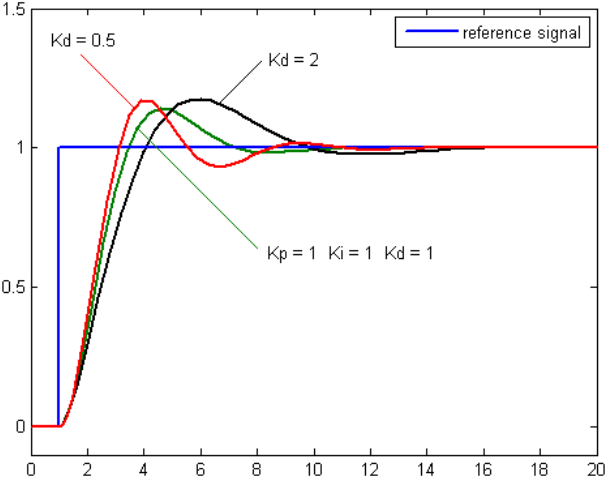 1.5
reference signal
Kd = 0.5
Kd = 2
1
Kp = 1 Ki = 1 Kd = 1
0.5
0
0 2 4 6 8 10 12 14 16 18 20